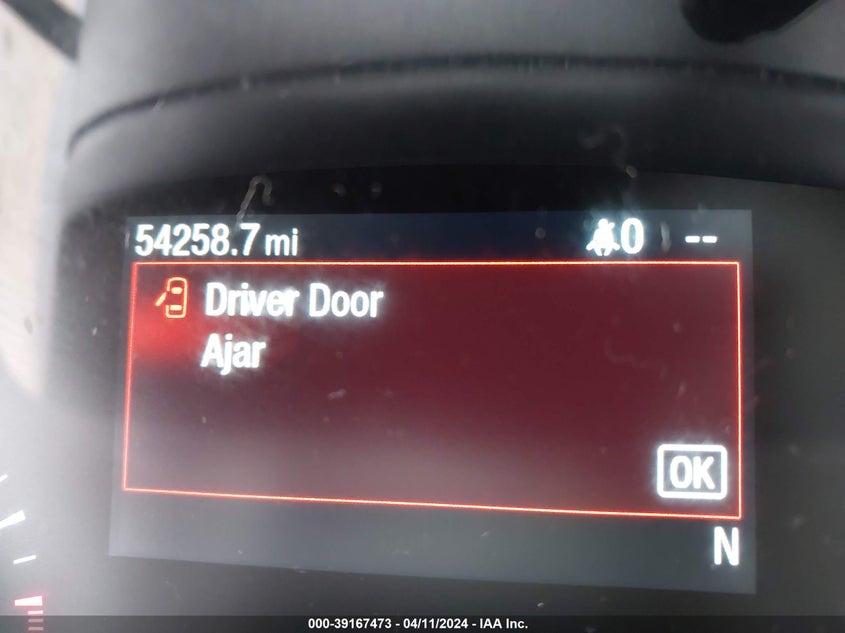 54258.7 mi 0 --
Driver Door
Ajar
OK
N
000-39167473 - 04/11/2024 - IAA Inc.